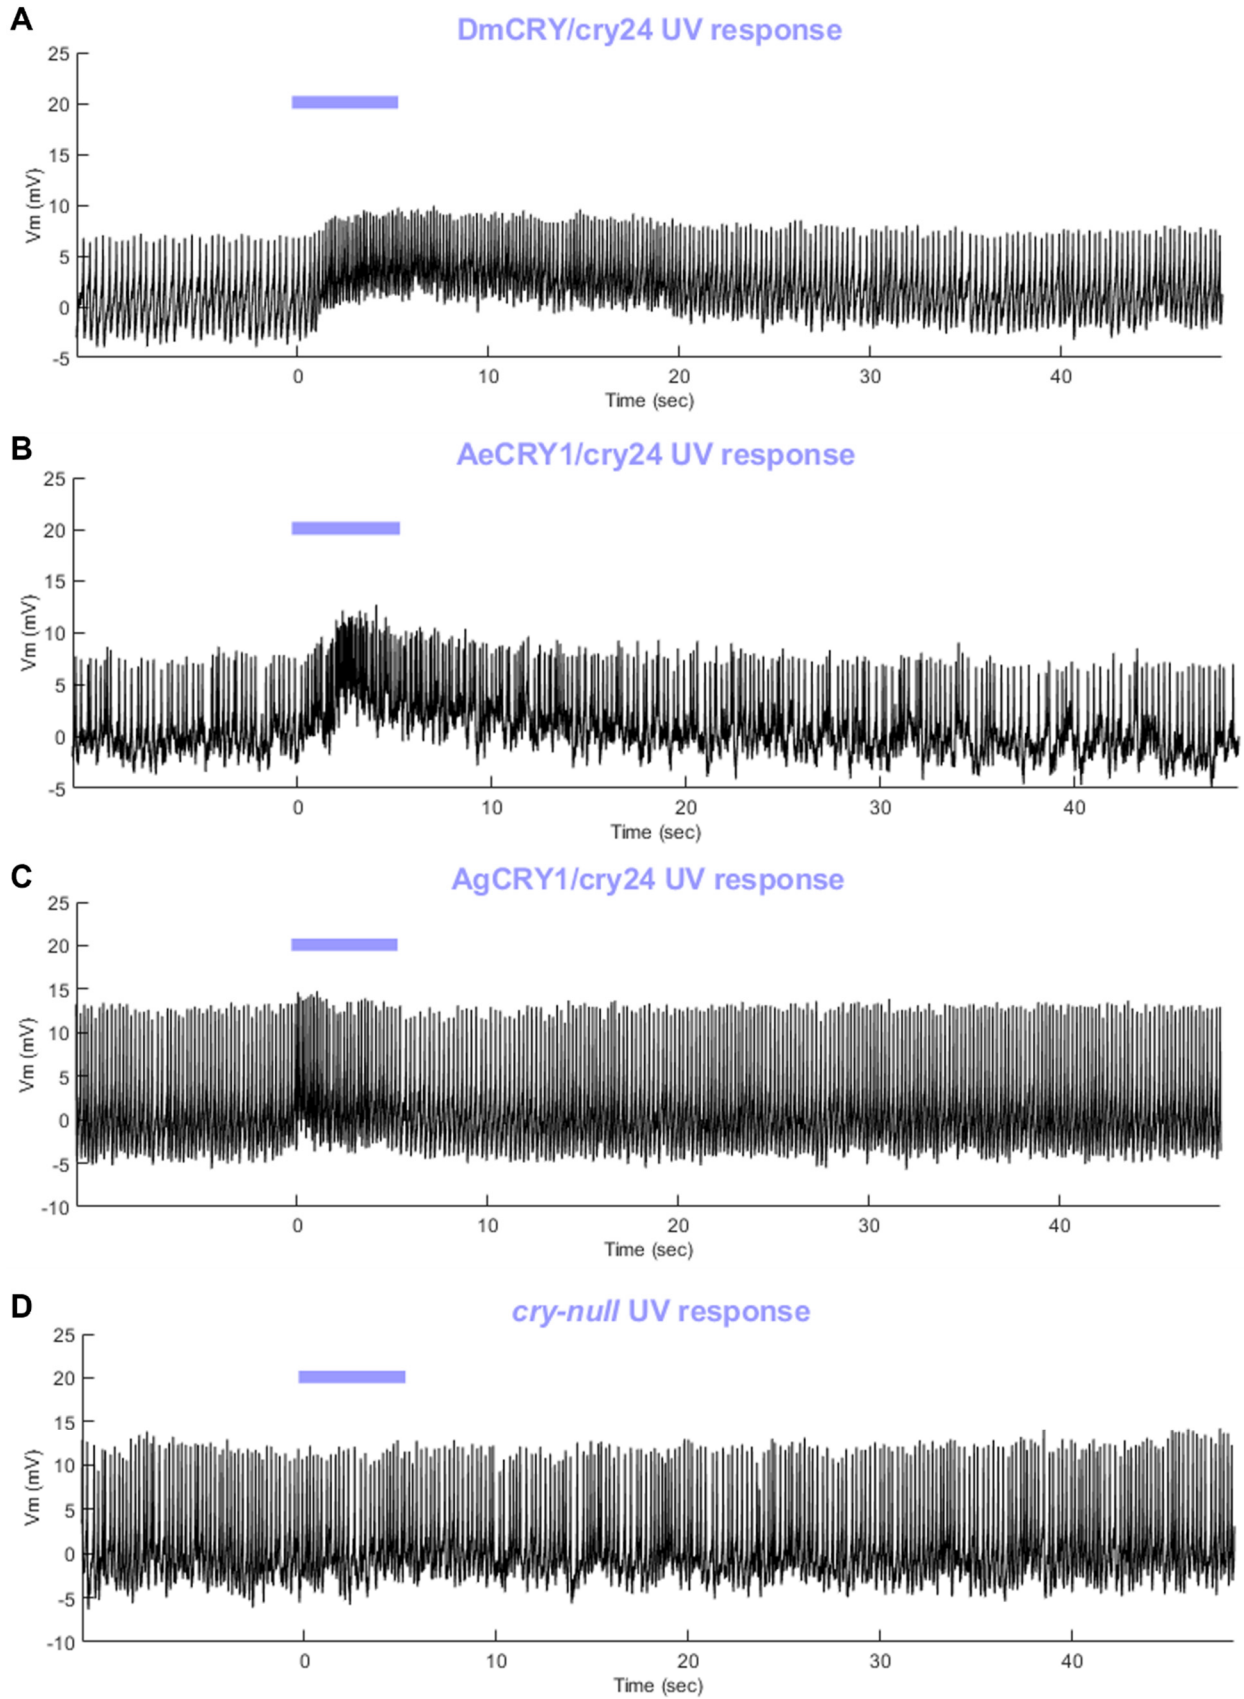 A
DmCRY/cry24 UV response
25
20
15
10
5
0
-5
Vm (mV)
0 10 20 30 40
Time (sec)
B
AeCRY1/cry24 UV response
25
20
15
10
5
0
-5
Vm (mV)
0 10 20 30 40
Time (sec)
C
AgCRY1/cry24 UV response
25
20
15
10
5
0
-5
-10
Vm (mV)
0 10 20 30 40
Time (sec)
D
cry-null UV response
25
20
15
10
5
0
-5
-10
Vm (mV)
0 10 20 30 40
Time (sec)